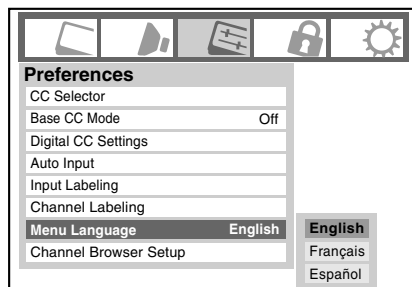 Preferences
CC Selector
Base CC Mode Off
Digital CC Settings
Auto Input
Input Labeling
Channel Labeling
Menu Language English English
Channel Browser Setup Français
Español